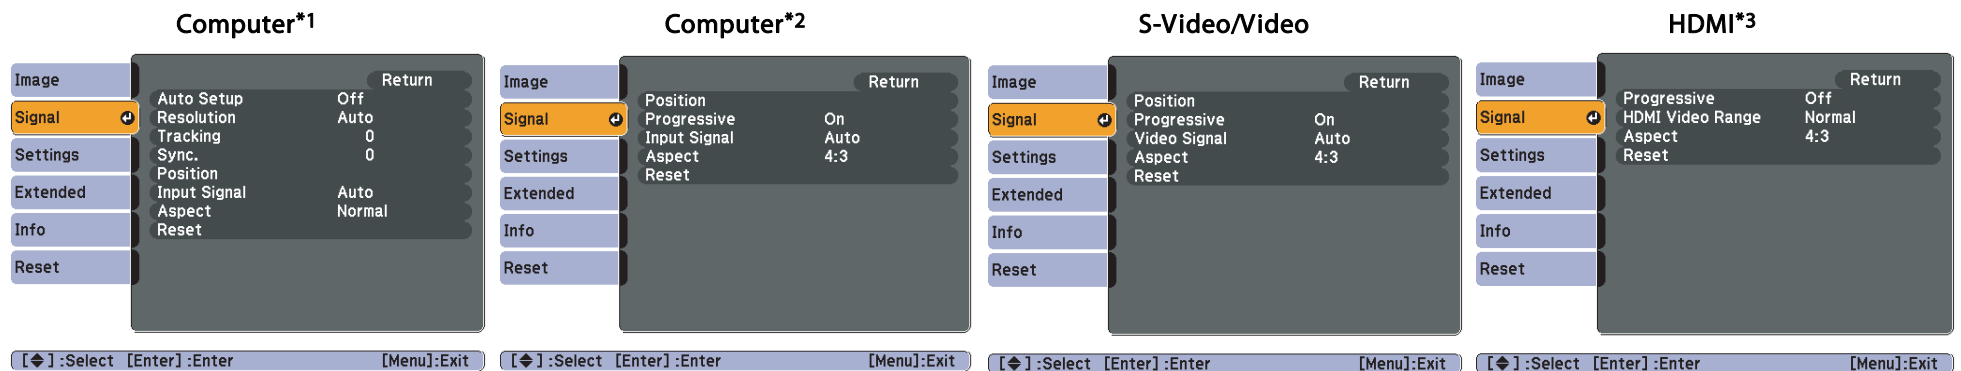 Computer*1
Image
Return
Auto Setup Off
Signal
Resolution Auto
Tracking 0
Settings
Sync. 0
Position
Extended
Input Signal Auto
Aspect Normal
Info
Reset
Reset
[◆] :Select [Enter] :Enter [Menu]:Exit
Computer*2
Image
Return
Position
Signal
Progressive On
Input Signal Auto
Settings
Aspect 4:3
Reset
Extended
Info
Reset
[◆] :Select [Enter] :Enter [Menu]:Exit
S-Video/Video
Image
Return
Position
Signal
Progressive On
Video Signal Auto
Settings
Aspect 4:3
Reset
Extended
Info
Reset
[◆] :Select [Enter] :Enter [Menu]:Exit
HDMI*3
Image
Return
Progressive Off
Signal
HDMI Video Range Normal
Aspect 4:3
Settings
Reset
Extended
Info
Reset
[◆] :Select [Enter] :Enter [Menu]:Exit